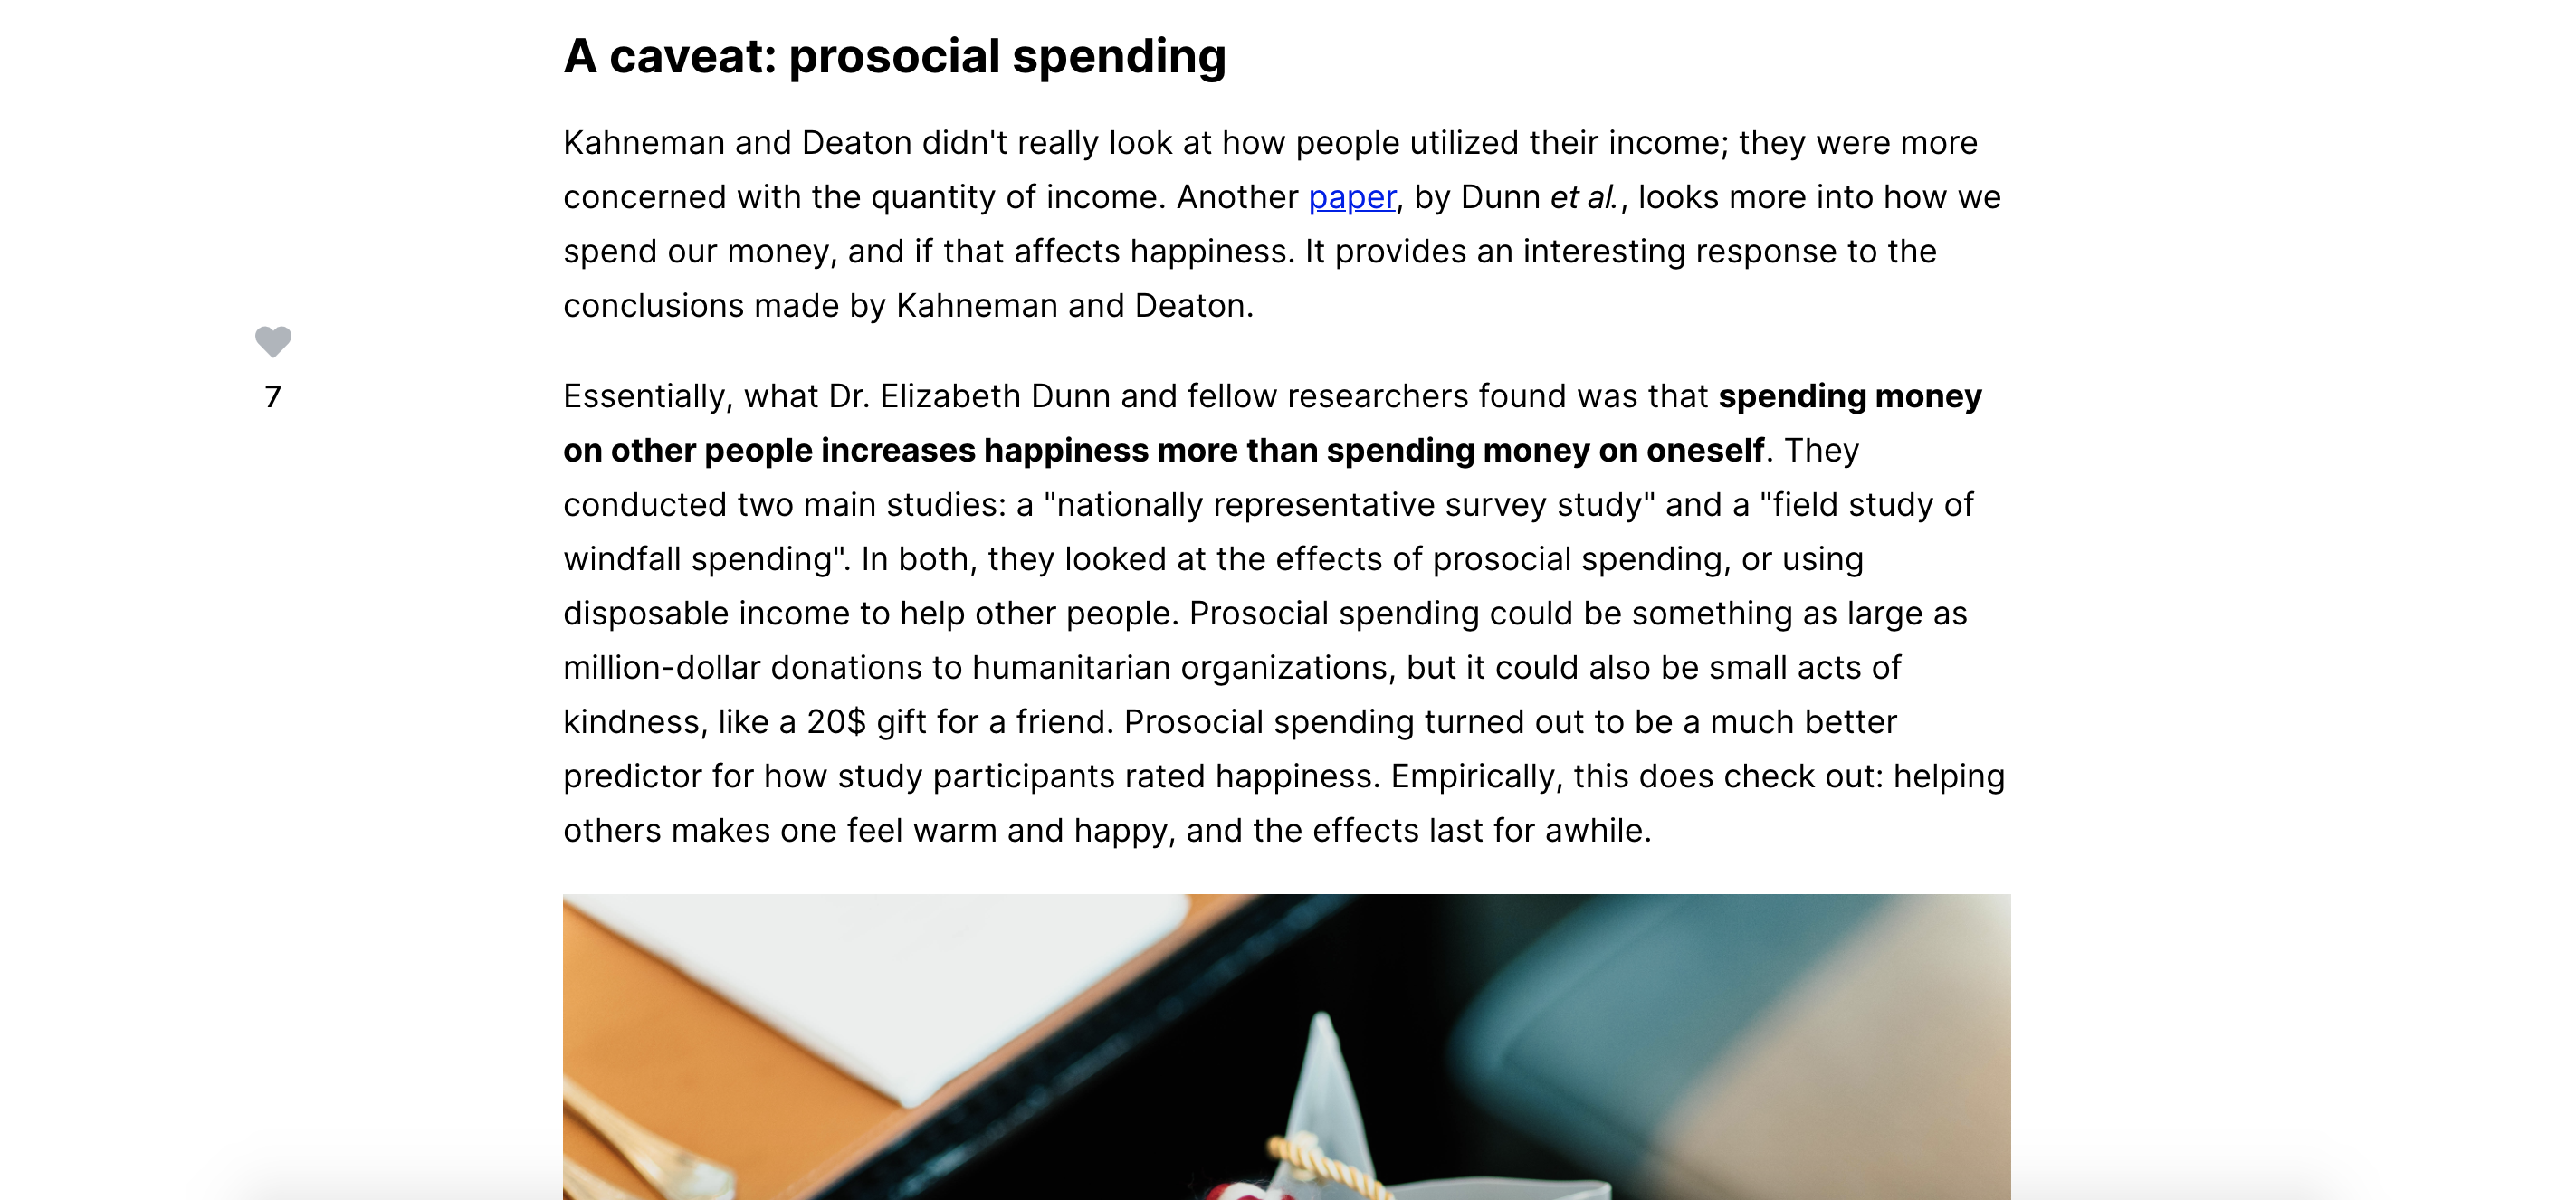 A caveat: prosocial spending
Kahneman and Deaton didn't really look at how people utilized their income; they were more
concerned with the quantity of income. Another paper, by Dunn et al., looks more into how we
spend our money, and if that affects happiness. It provides an interesting response to the
conclusions made by Kahneman and Deaton.
7
Essentially, what Dr. Elizabeth Dunn and fellow researchers found was that spending money
on other people increases happiness more than spending money on oneself. They
conducted two main studies: a "nationally representative survey study" and a "field study of
windfall spending". In both, they looked at the effects of prosocial spending, or using
disposable income to help other people. Prosocial spending could be something as large as
million-dollar donations to humanitarian organizations, but it could also be small acts of
kindness, like a 20$ gift for a friend. Prosocial spending turned out to be a much better
predictor for how study participants rated happiness. Empirically, this does check out: helping
others makes one feel warm and happy, and the effects last for awhile.